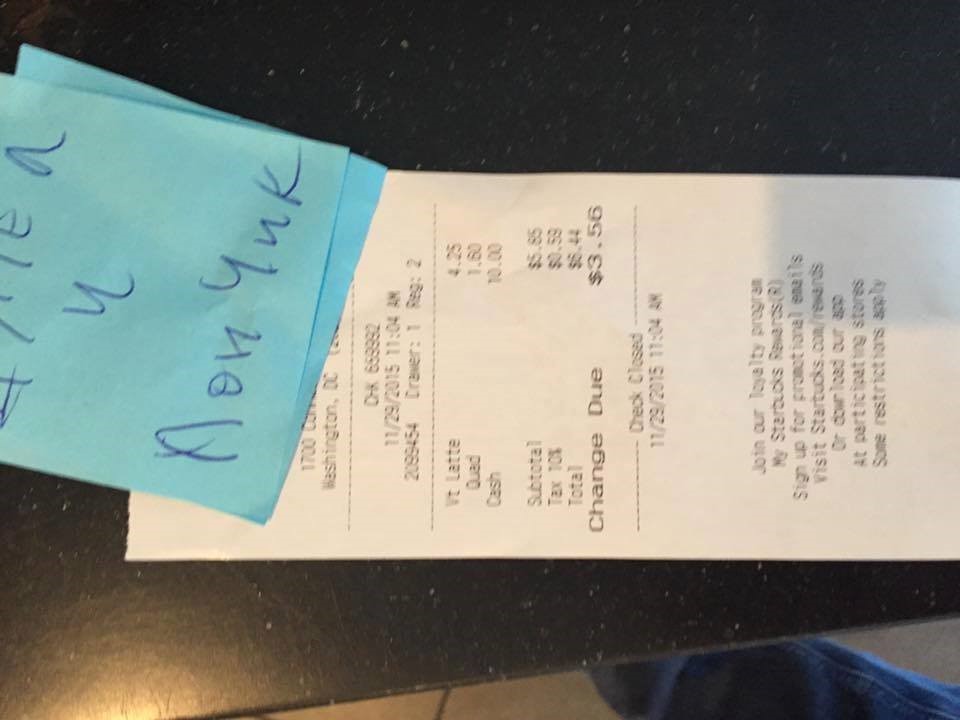 1700
Washington, DC
CHK 658992
11/29/2015 11:04 AM
2099454 Drawer: 1 Reg: 2
Vt Latte 4.25
Quad 1.60
Cash 10.00
Subtotal $5.85
Tax 10% $0.59
Total $6.44
Change Due $3.56
Check Closed
11/29/2015 11:04 AM
Join our loyalty program
My Starbucks Rewards(R)
Sign up for promotional emails
Visit Starbucks.com/rewards
Or download our app
At participating stores
Some restrictions apply